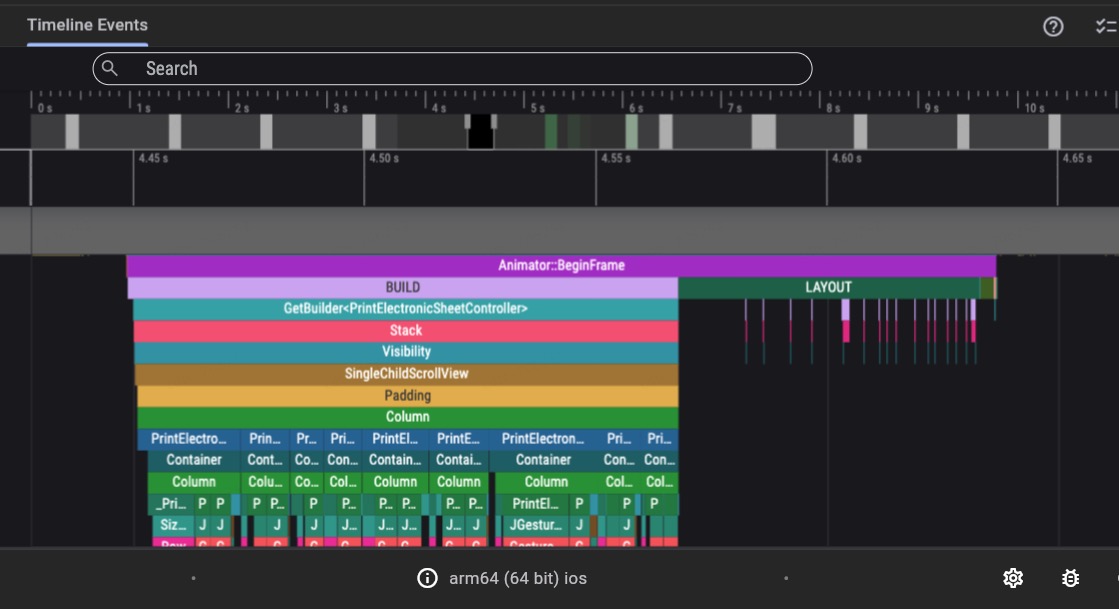 Timeline Events
Search
0 s 1 s 2 s 3 s 4 s 5 s 6 s 7 s 8 s 9 s 10 s
4.45 s 4.50 s 4.55 s 4.60 s 4.65 s
Animator::BeginFrame
BUILD LAYOUT
GetBuilder<PrintElectronicSheetController>
Stack
Visibility
SingleChildScrollView
Padding
Column
PrintElectro... Prin... Pr... Pri... PrintEl... PrintE... PrintElectron... Pri... Pri...
Container Cont... Co... Con... Contain... Contai... Container Con... Con...
Column Colu... Co... Col... Column Column Column Col... Col...
_Pri... P P P P... P P... P... P... P... P... PrintEl... P P P
Siz... J J J J J... J... J... J... J JGestur... J J
Row G G G G G G G G G Gesture G G
arm64 (64 bit) ios